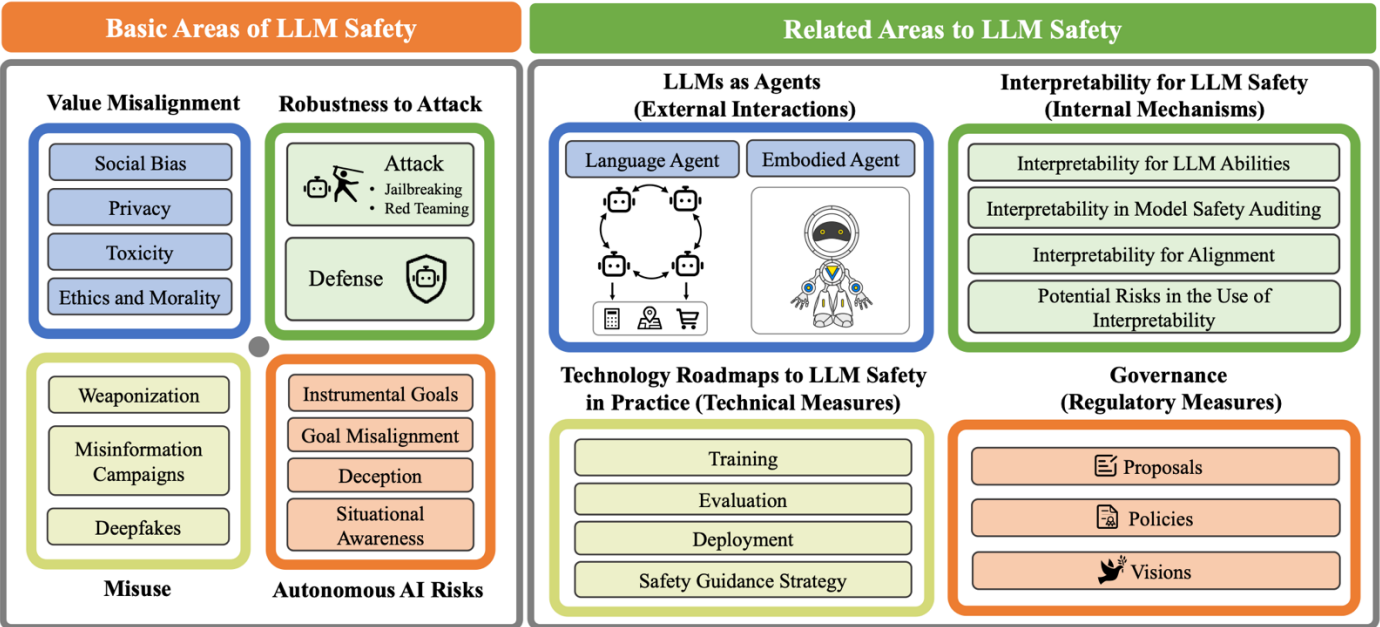 Basic Areas of LLM Safety
Value Misalignment
Social Bias
Privacy
Toxicity
Ethics and Morality
Robustness to Attack
Attack
• Jailbreaking
• Red Teaming
Defense
Weaponization
Misinformation
Campaigns
Deepfakes
Misuse
Instrumental Goals
Goal Misalignment
Deception
Situational
Awareness
Autonomous AI Risks
Related Areas to LLM Safety
LLMs as Agents
(External Interactions)
Language Agent
Embodied Agent
Interpretability for LLM Safety
(Internal Mechanisms)
Interpretability for LLM Abilities
Interpretability in Model Safety Auditing
Interpretability for Alignment
Potential Risks in the Use of
Interpretability
Technology Roadmaps to LLM Safety
in Practice (Technical Measures)
Training
Evaluation
Deployment
Safety Guidance Strategy
Governance
(Regulatory Measures)
Proposals
Policies
Visions